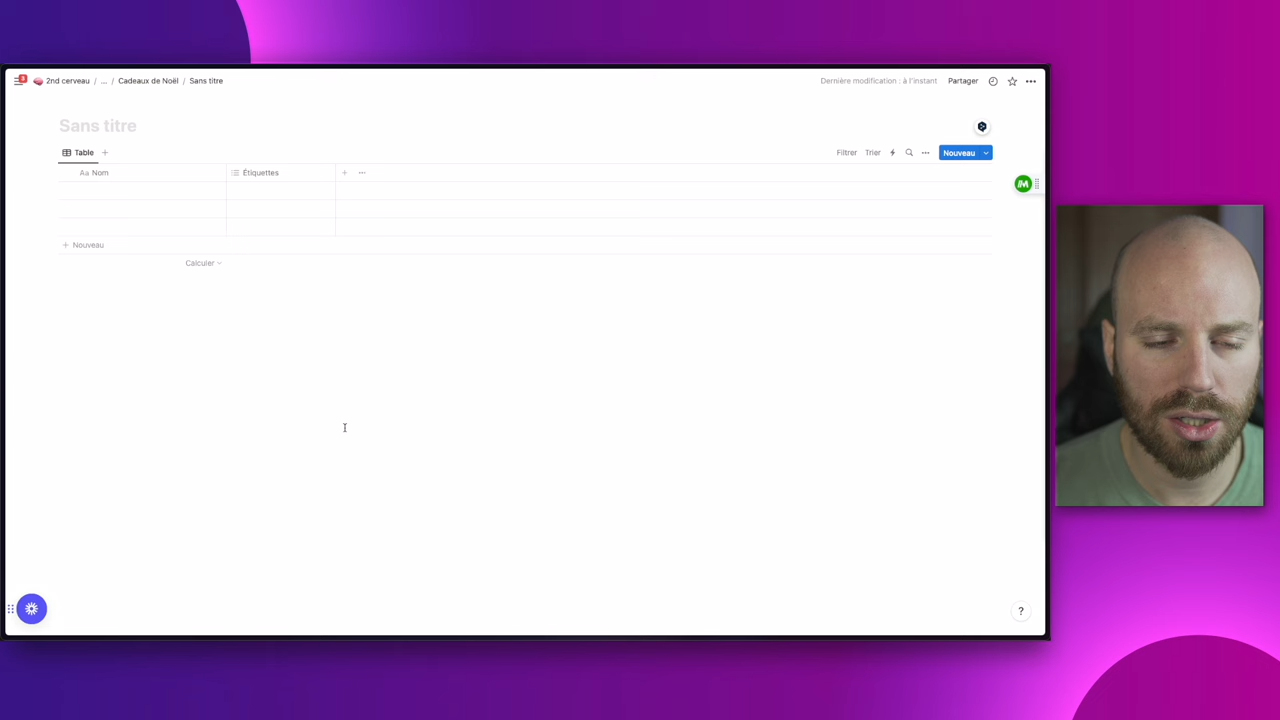 3
2nd cerveau / ... / Cadeaux de Noël / Sans titre
Dernière modification : à l'instant Partager
Sans titre
Table
Filtrer Trier Nouveau
Aa Nom Étiquettes
Nouveau
Calculer
?